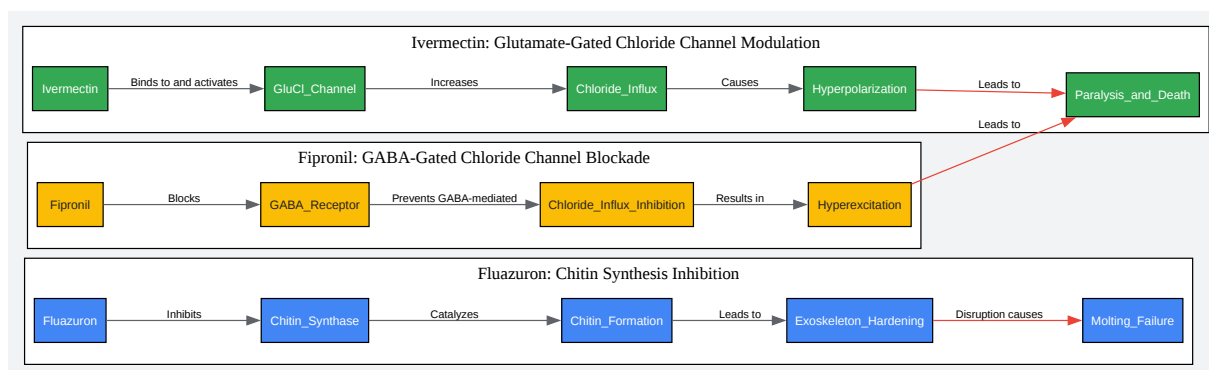 Ivermectin: Glutamate-Gated Chloride Channel Modulation
Ivermectin
Binds to and activates
GluCl_Channel
Increases
Chloride_Influx
Causes
Hyperpolarization
Leads to
Paralysis_and_Death
Leads to
Fipronil: GABA-Gated Chloride Channel Blockade
Fipronil
Blocks
GABA_Receptor
Prevents GABA-mediated
Chloride_Influx_Inhibition
Results in
Hyperexcitation
Fluazuron: Chitin Synthesis Inhibition
Fluazuron
Inhibits
Chitin_Synthase
Catalyzes
Chitin_Formation
Leads to
Exoskeleton_Hardening
Disruption causes
Molting_Failure